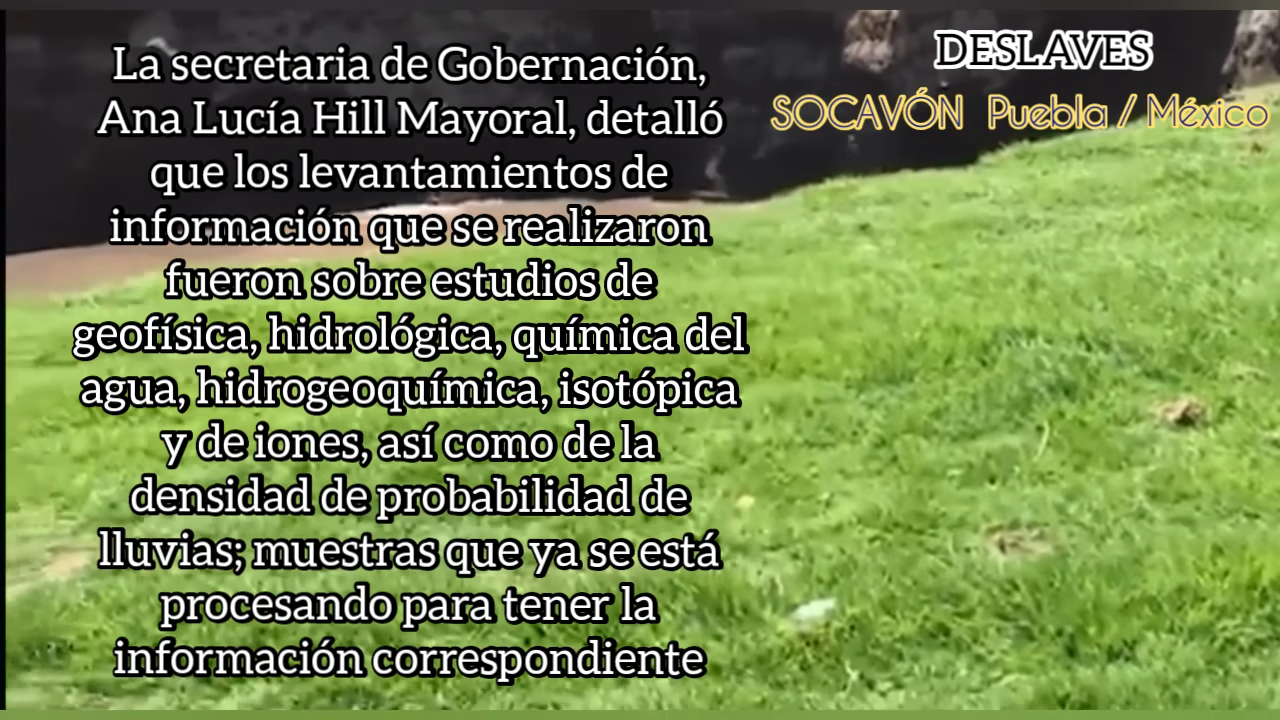 La secretaria de Gobernación,
Ana Lucía Hill Mayoral, detalló
que los levantamientos de
información que se realizaron
fueron sobre estudios de
geofísica, hidrológica, química del
agua, hidrogeoquímica, isotópica
y de iones, así como de la
densidad de probabilidad de
lluvias; muestras que ya se está
procesando para tener la
información correspondiente
DESLAVES
SOCAVÓN Puebla / México